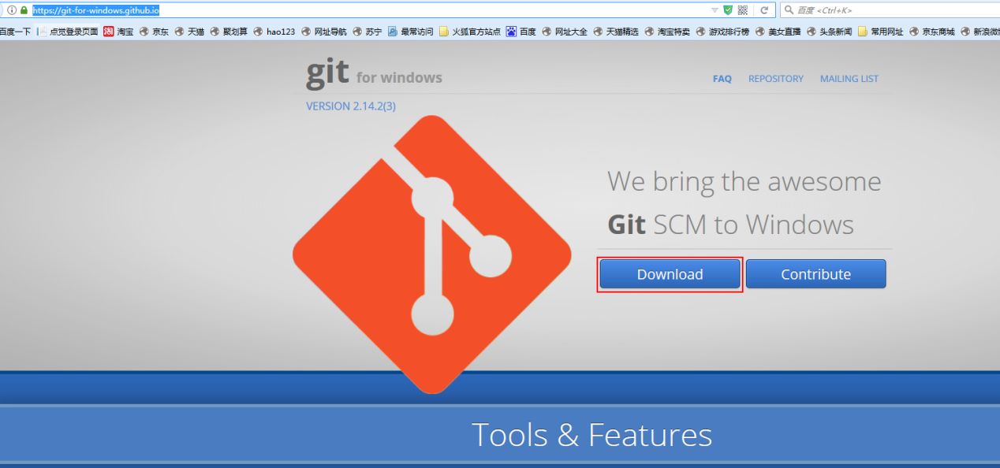 https://git-for-windows.github.io
百度 <Ctrl+K>
百度一下 点觉登录页面 淘宝 京东 天猫 聚划算 hao123 网址导航 苏宁 最常访问 火狐官方站点 百度 网址大全 天猫精选 淘宝特卖 游戏排行榜 美女直播 头条新闻 常用网址 京东商城 新浪微
git for windows
FAQ REPOSITORY MAILING LIST
VERSION 2.14.2(3)
We bring the awesome
Git SCM to Windows
Download Contribute
Tools & Features